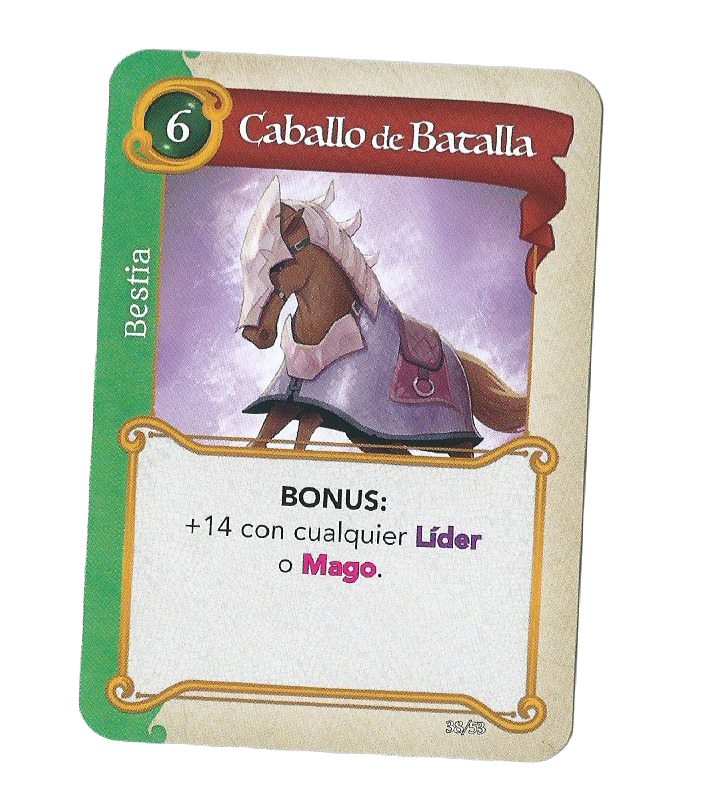 6
Caballo de Batalla
Bestia
BONUS:
+14 con cualquier Líder
o Mago.
38/53